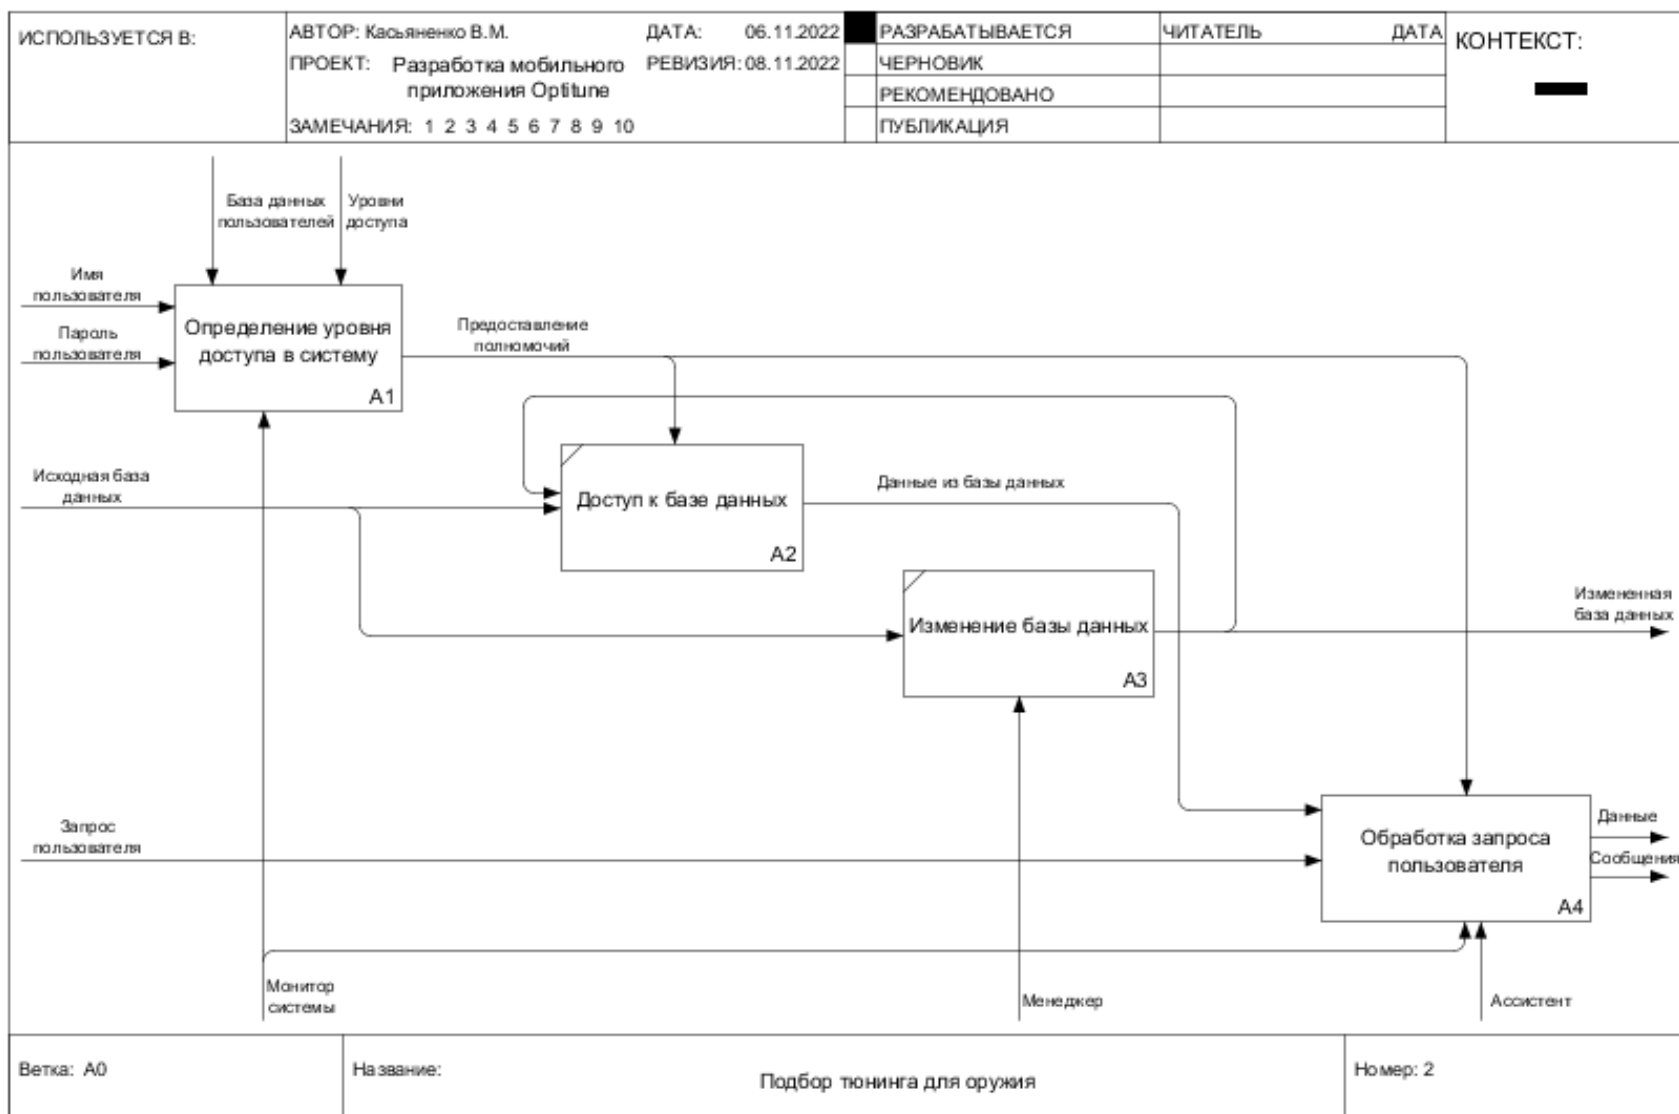 ИСПОЛЬЗУЕТСЯ В:
АВТОР: Касьяненко В.М.
ДАТА: 06.11.2022
ПРОЕКТ: Разработка мобильного
приложения Optitune
РЕВИЗИЯ: 08.11.2022
ЗАМЕЧАНИЯ: 1 2 3 4 5 6 7 8 9 10
РАЗРАБАТЫВАЕТСЯ
ЧЕРНОВИК
РЕКОМЕНДОВАНО
ПУБЛИКАЦИЯ
ЧИТАТЕЛЬ
ДАТА
КОНТЕКСТ:
База данных
пользователей
Уровни
доступа
Имя
пользователя
Пароль
пользователя
Определение уровня
доступа в систему
A1
Предоставление
полномочий
Исходная база
данных
Доступ к базе данных
A2
Данные из базы данных
Изменение базы данных
A3
Измененная
база данных
Запрос
пользователя
Обработка запроса
пользователя
A4
Данные
Сообщения
Монитор
системы
Менеджер
Ассистент
Ветка: A0
Название:
Подбор тюнинга для оружия
Номер: 2